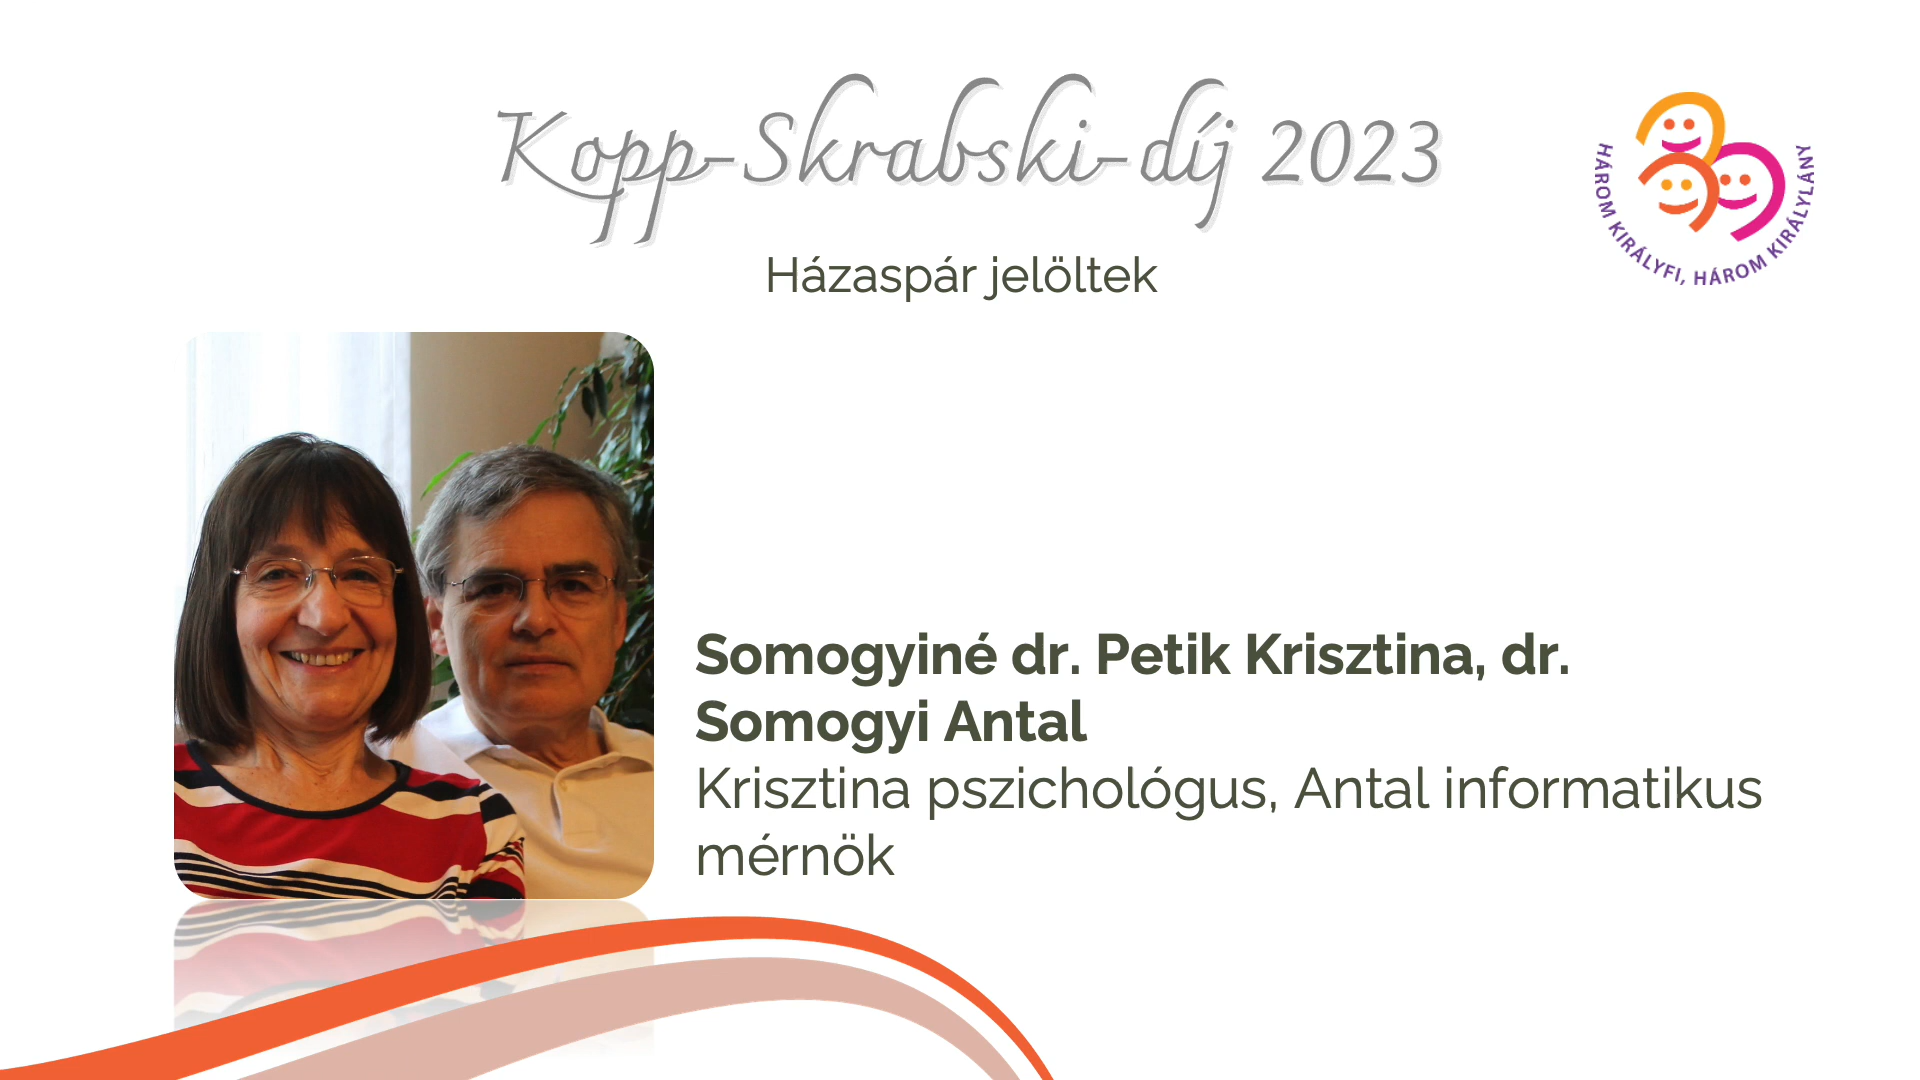 Kopp-Skrabski-díj 2023
HÁROM KIRÁLYFI, HÁROM KIRÁLYLÁNY
Házaspár jelöltek
Somogyiné dr. Petik Krisztina, dr.
Somogyi Antal
Krisztina pszichológus, Antal informatikus
mérnök